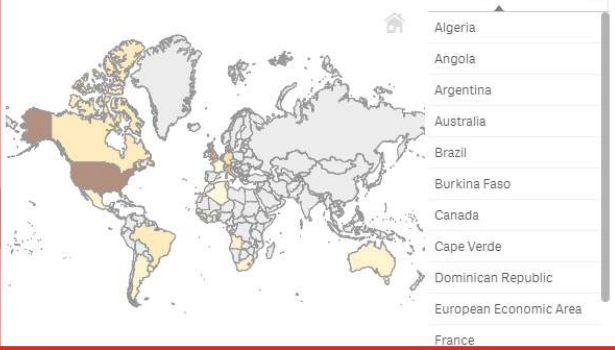 Algeria
Angola
Argentina
Australia
Brazil
Burkina Faso
Canada
Cape Verde
Dominican Republic
European Economic Area
France